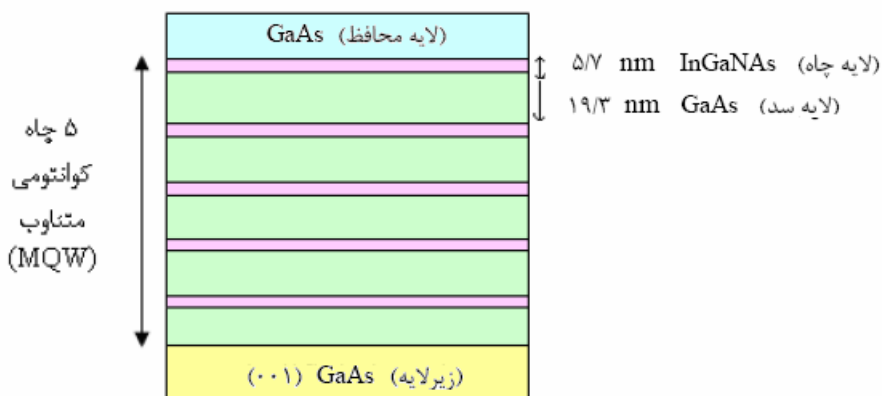 GaAs (لایه محافظ)
۵/۷ nm InGaNAs (لایه چاه)
۱۹/۳ nm GaAs (لایه سد)
۵ چاه
کوانتومی
متناوب
(MQW)
(۰۰۱) GaAs (زیرلایه)